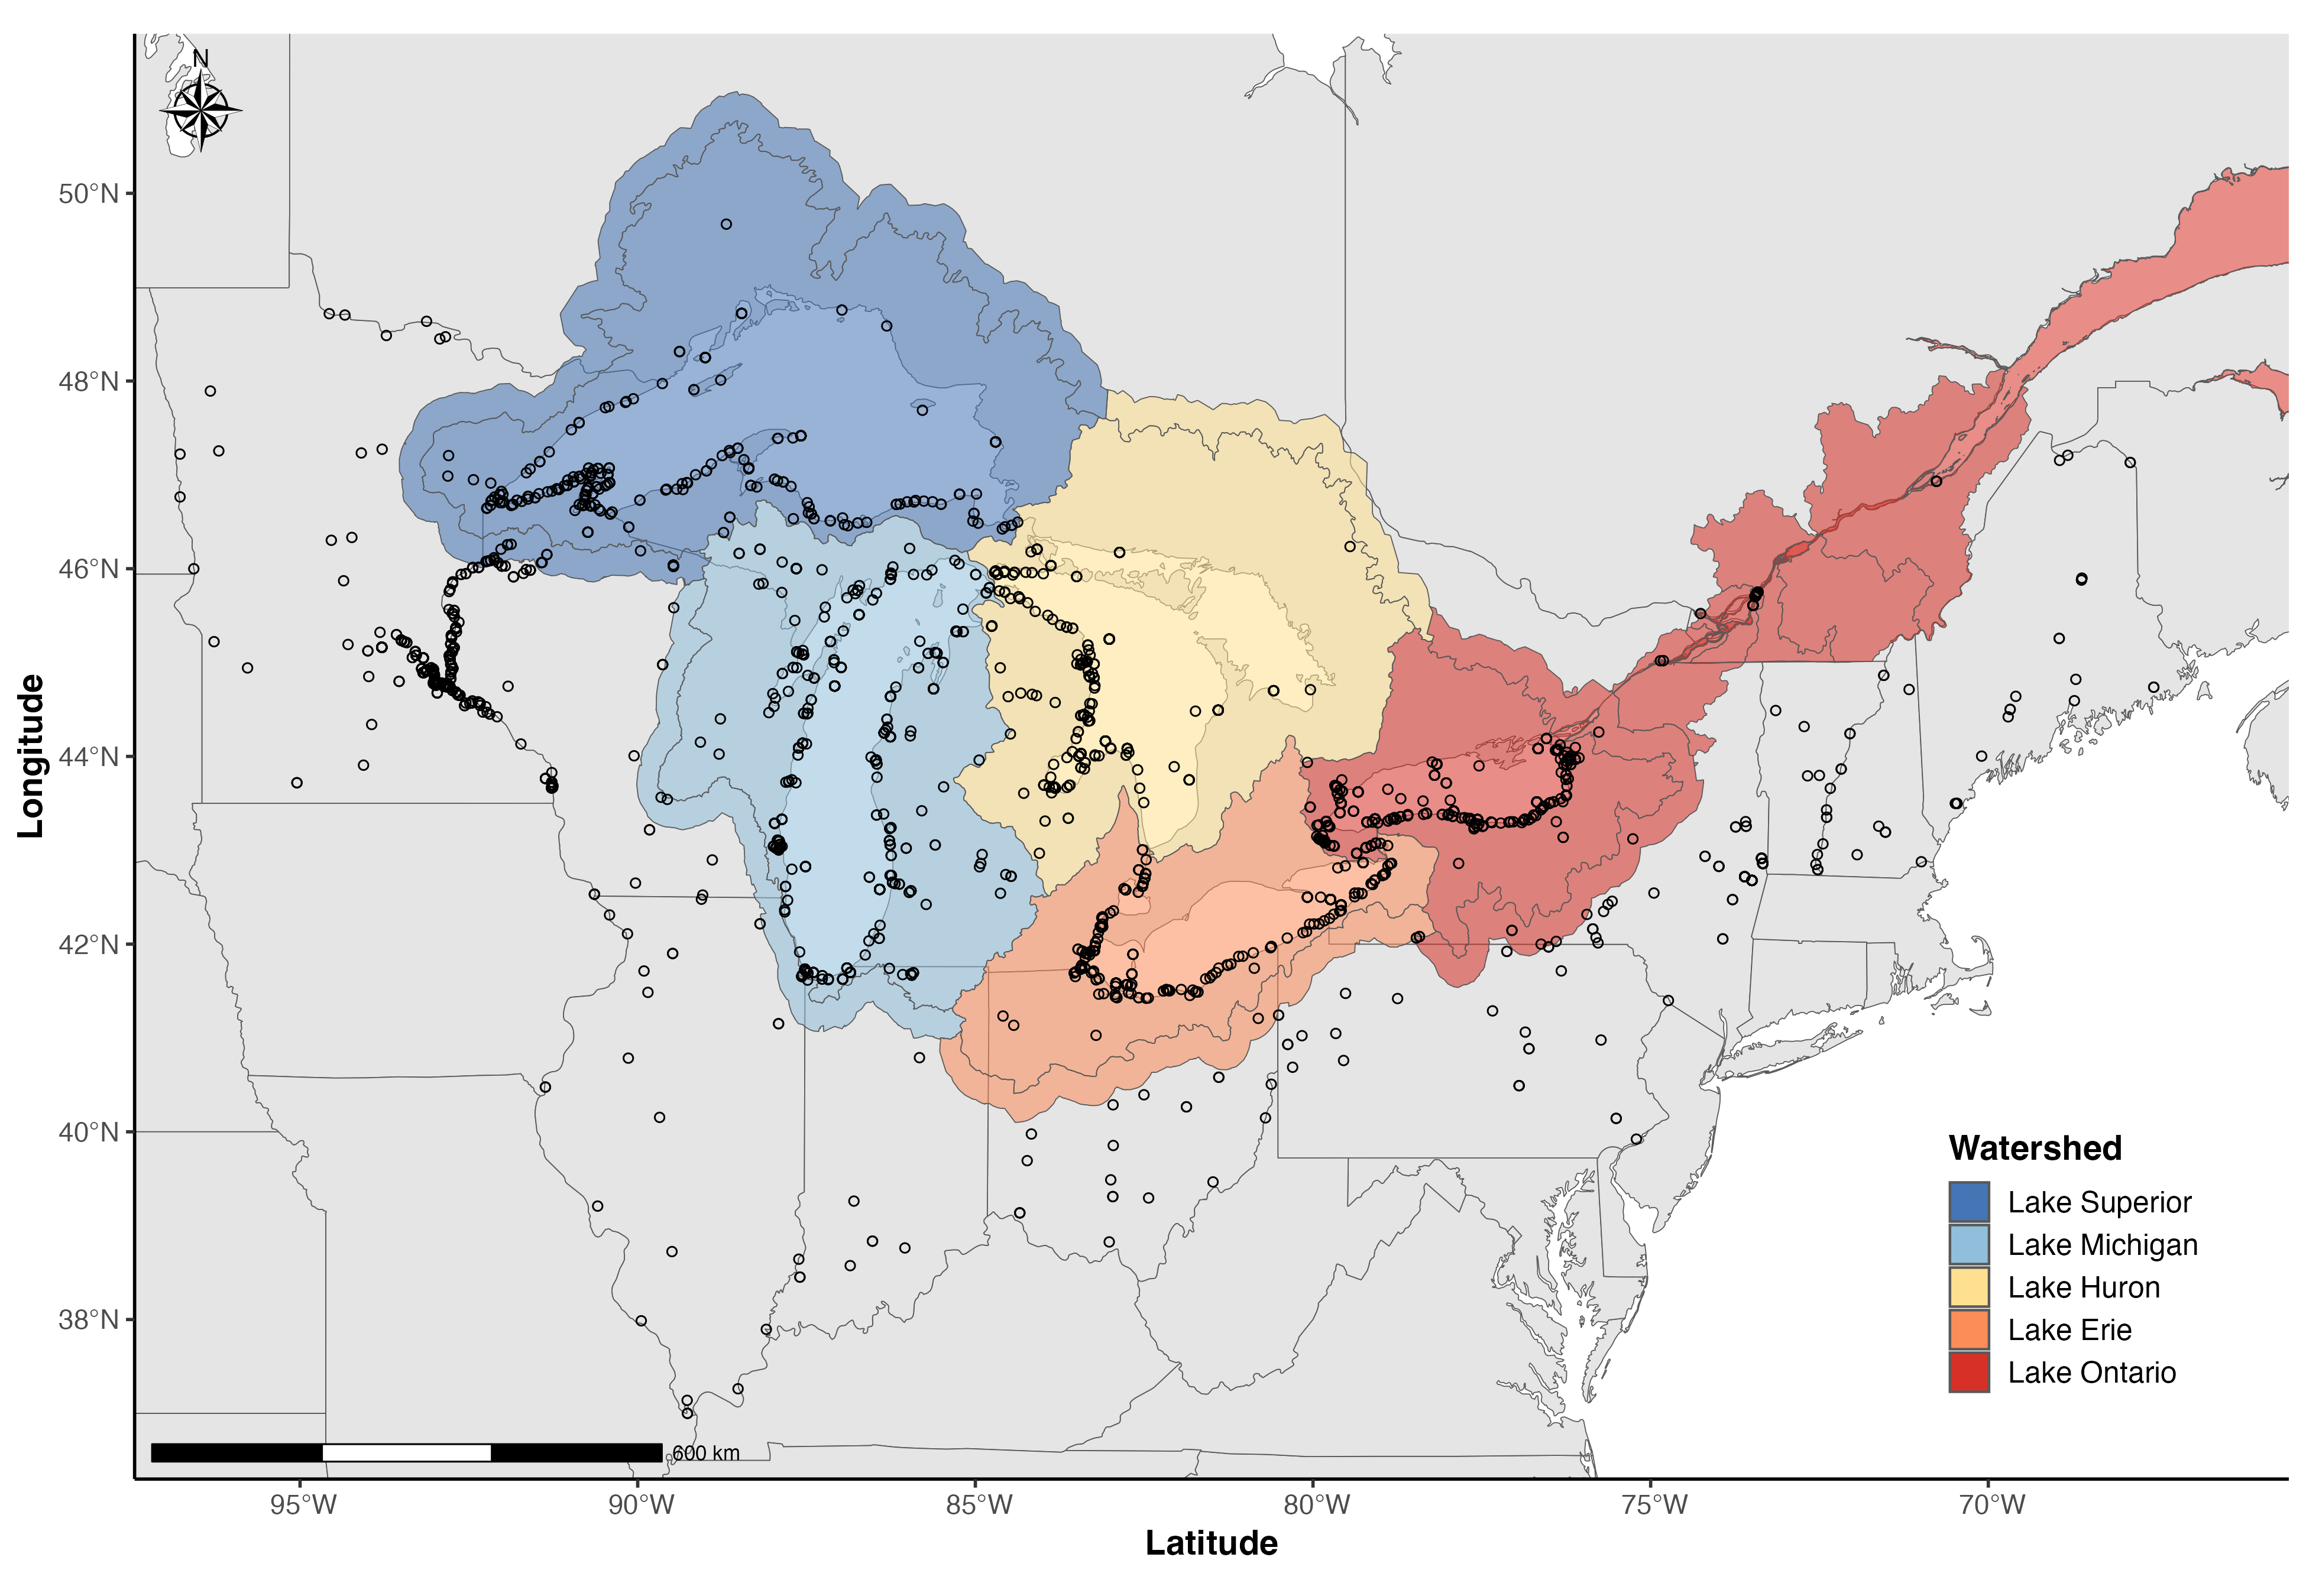 N
50°N
48°N
46°N
44°N
42°N
40°N
38°N
Longitude
Watershed
Lake Superior
Lake Michigan
Lake Huron
Lake Erie
Lake Ontario
600 km
95°W 90°W 85°W 80°W 75°W 70°W
Latitude